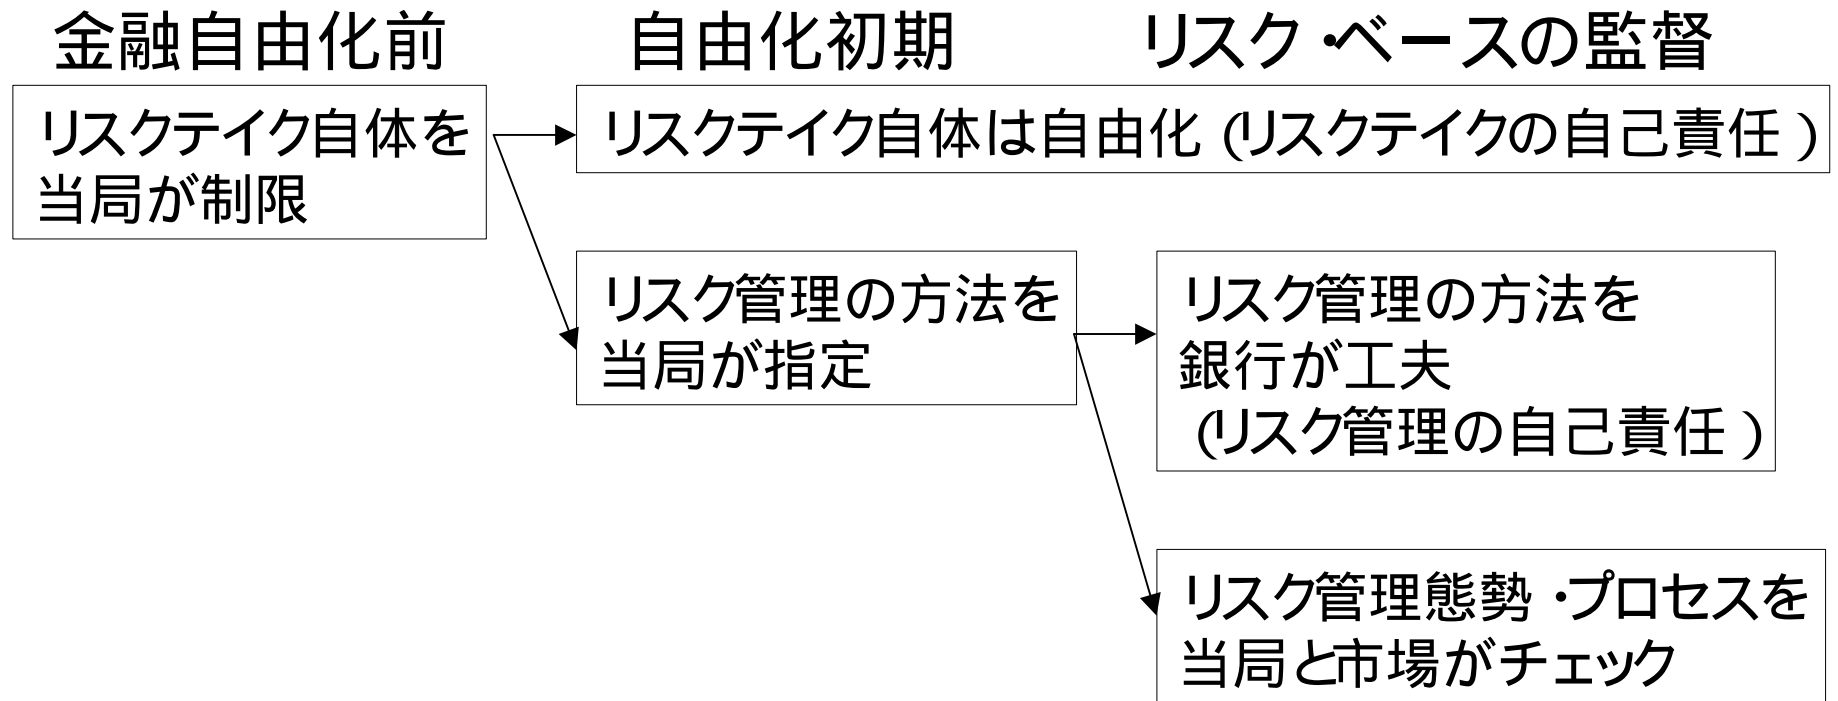 金融自由化前
自由化初期
リスク・ベースの監督
リスクテイク自体を
当局が制限
リスクテイク自体は自由化(リスクテイクの自己責任)
リスク管理の方法を
当局が指定
リスク管理の方法を
銀行が工夫
(リスク管理の自己責任)
リスク管理態勢・プロセスを
当局と市場がチェック